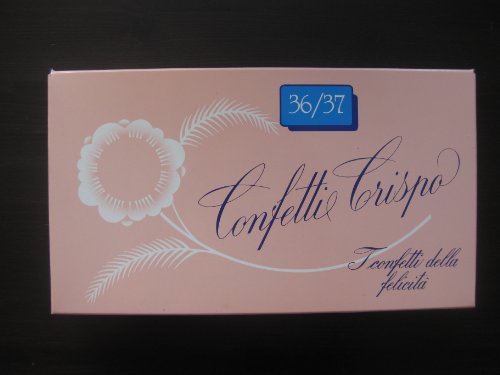 36/37
Confetti Crispo
I confetti della
felicità